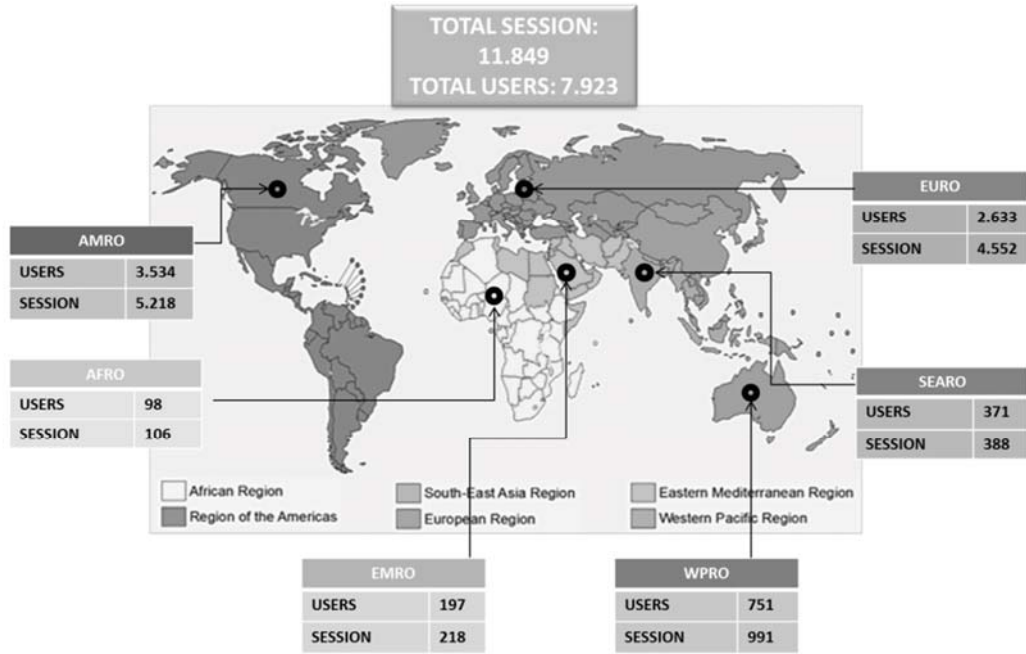 TOTAL SESSION:
11.849
TOTAL USERS: 7.923
EURO
USERS 2.633
SESSION 4.552
AMRO
USERS 3.534
SESSION 5.218
AFRO
USERS 98
SESSION 106
SEARO
USERS 371
SESSION 388
African Region
South-East Asia Region
Eastern Mediterranean Region
Region of the Americas
European Region
Western Pacific Region
EMRO
USERS 197
SESSION 218
WPRO
USERS 751
SESSION 991